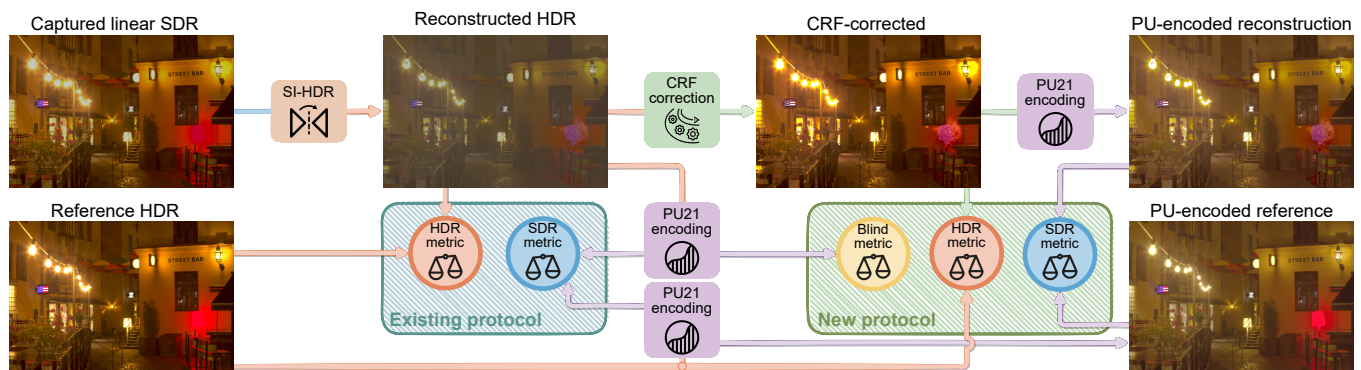 Captured linear SDR
Reconstructed HDR
CRF-corrected
PU-encoded reconstruction
STREET BAR
SI-HDR
STREET BAR
CRF
correction
STREET BAR
PU21
encoding
STREET BAR
Reference HDR
STREET BAR
HDR
metric
SDR
metric
Existing protocol
PU21
encoding
PU21
encoding
Blind
metric
HDR
metric
SDR
metric
New protocol
PU-encoded reference
STREET BAR